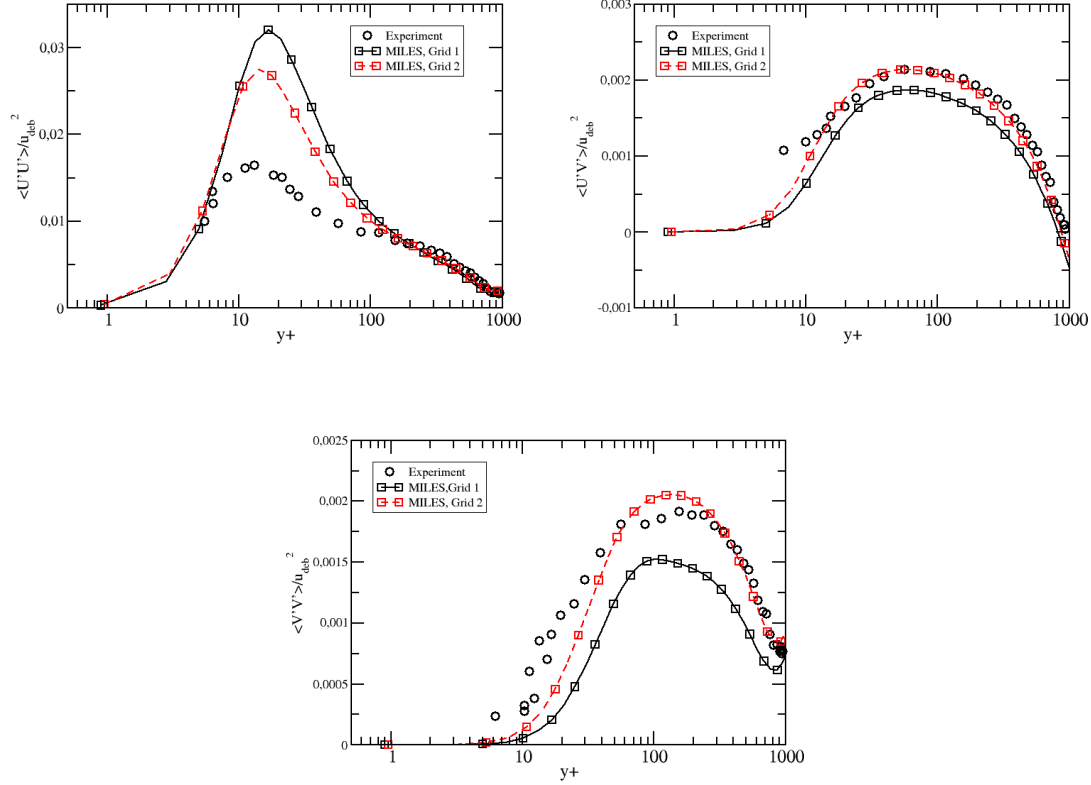 <U'U'>/u_deb^2
0,03
0,02
0,01
0
Experiment
MILES, Grid 1
MILES, Grid 2
1
10
100
1000
y+
<U'V'>/u_deb^2
0,003
0,002
0,001
0
-0,001
Experiment
MILES, Grid 1
MILES, Grid 2
1
10
100
1000
y+
<V'V'>/u_deb^2
0,0025
0,002
0,0015
0,001
0,0005
0
Experiment
MILES,Grid 1
MILES, Grid 2
1
10
100
1000
y+